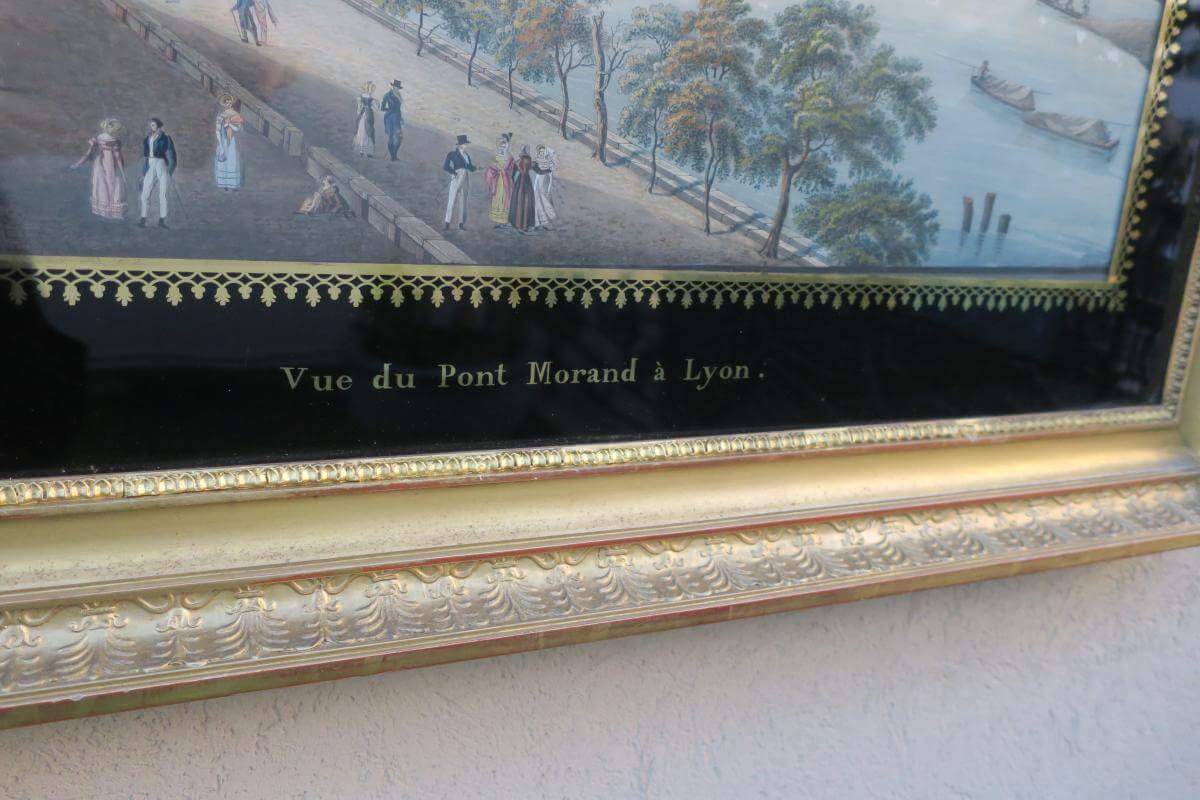 Vue du Pont Morand à Lyon.